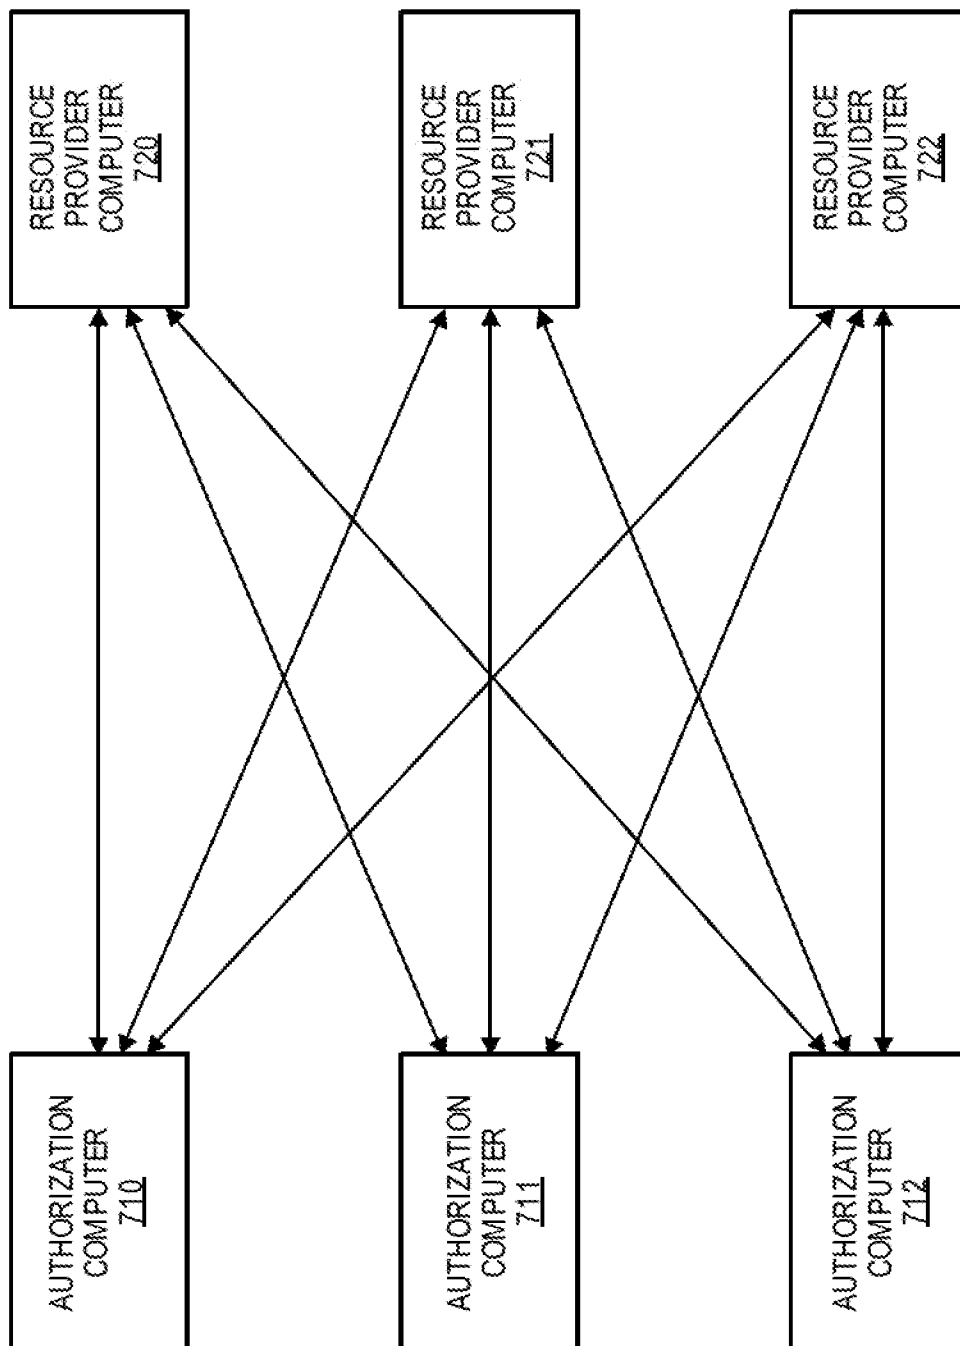 RESOURCE
PROVIDER
COMPUTER
720
RESOURCE
PROVIDER
COMPUTER
721
RESOURCE
PROVIDER
COMPUTER
722
AUTHORIZATION
COMPUTER
710
AUTHORIZATION
COMPUTER
711
AUTHORIZATION
COMPUTER
712